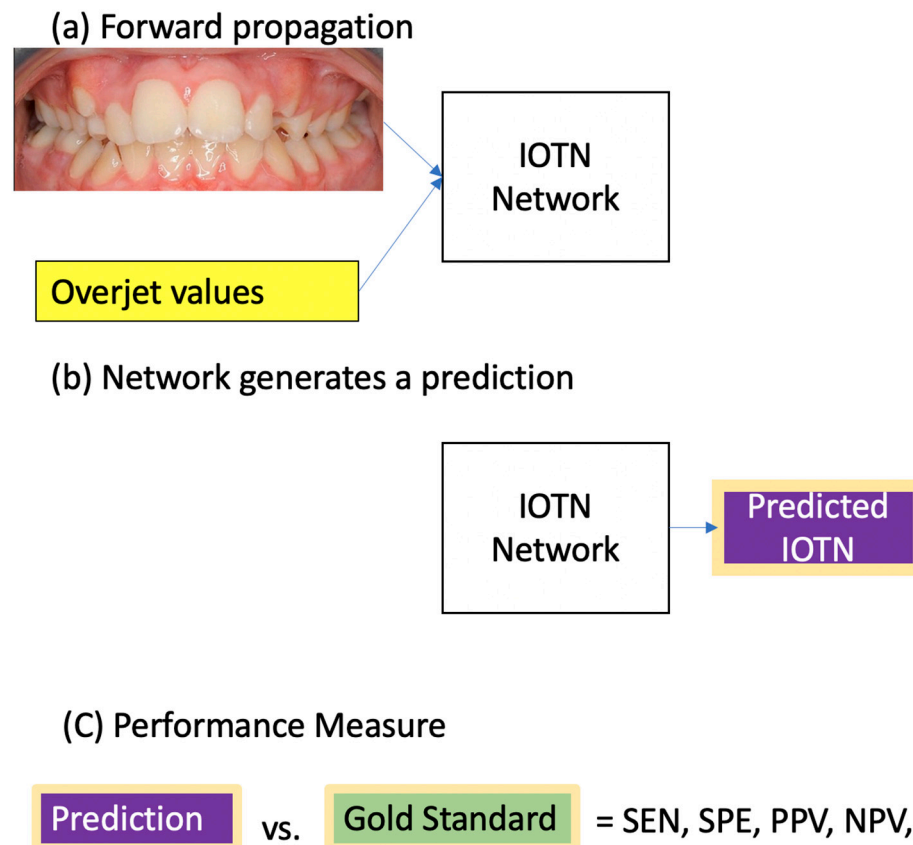 (a) Forward propagation
IOTN
Network
Overjet values
(b) Network generates a prediction
IOTN
Network
Predicted
IOTN
(C) Performance Measure
Prediction vs. Gold Standard = SEN, SPE, PPV, NPV,